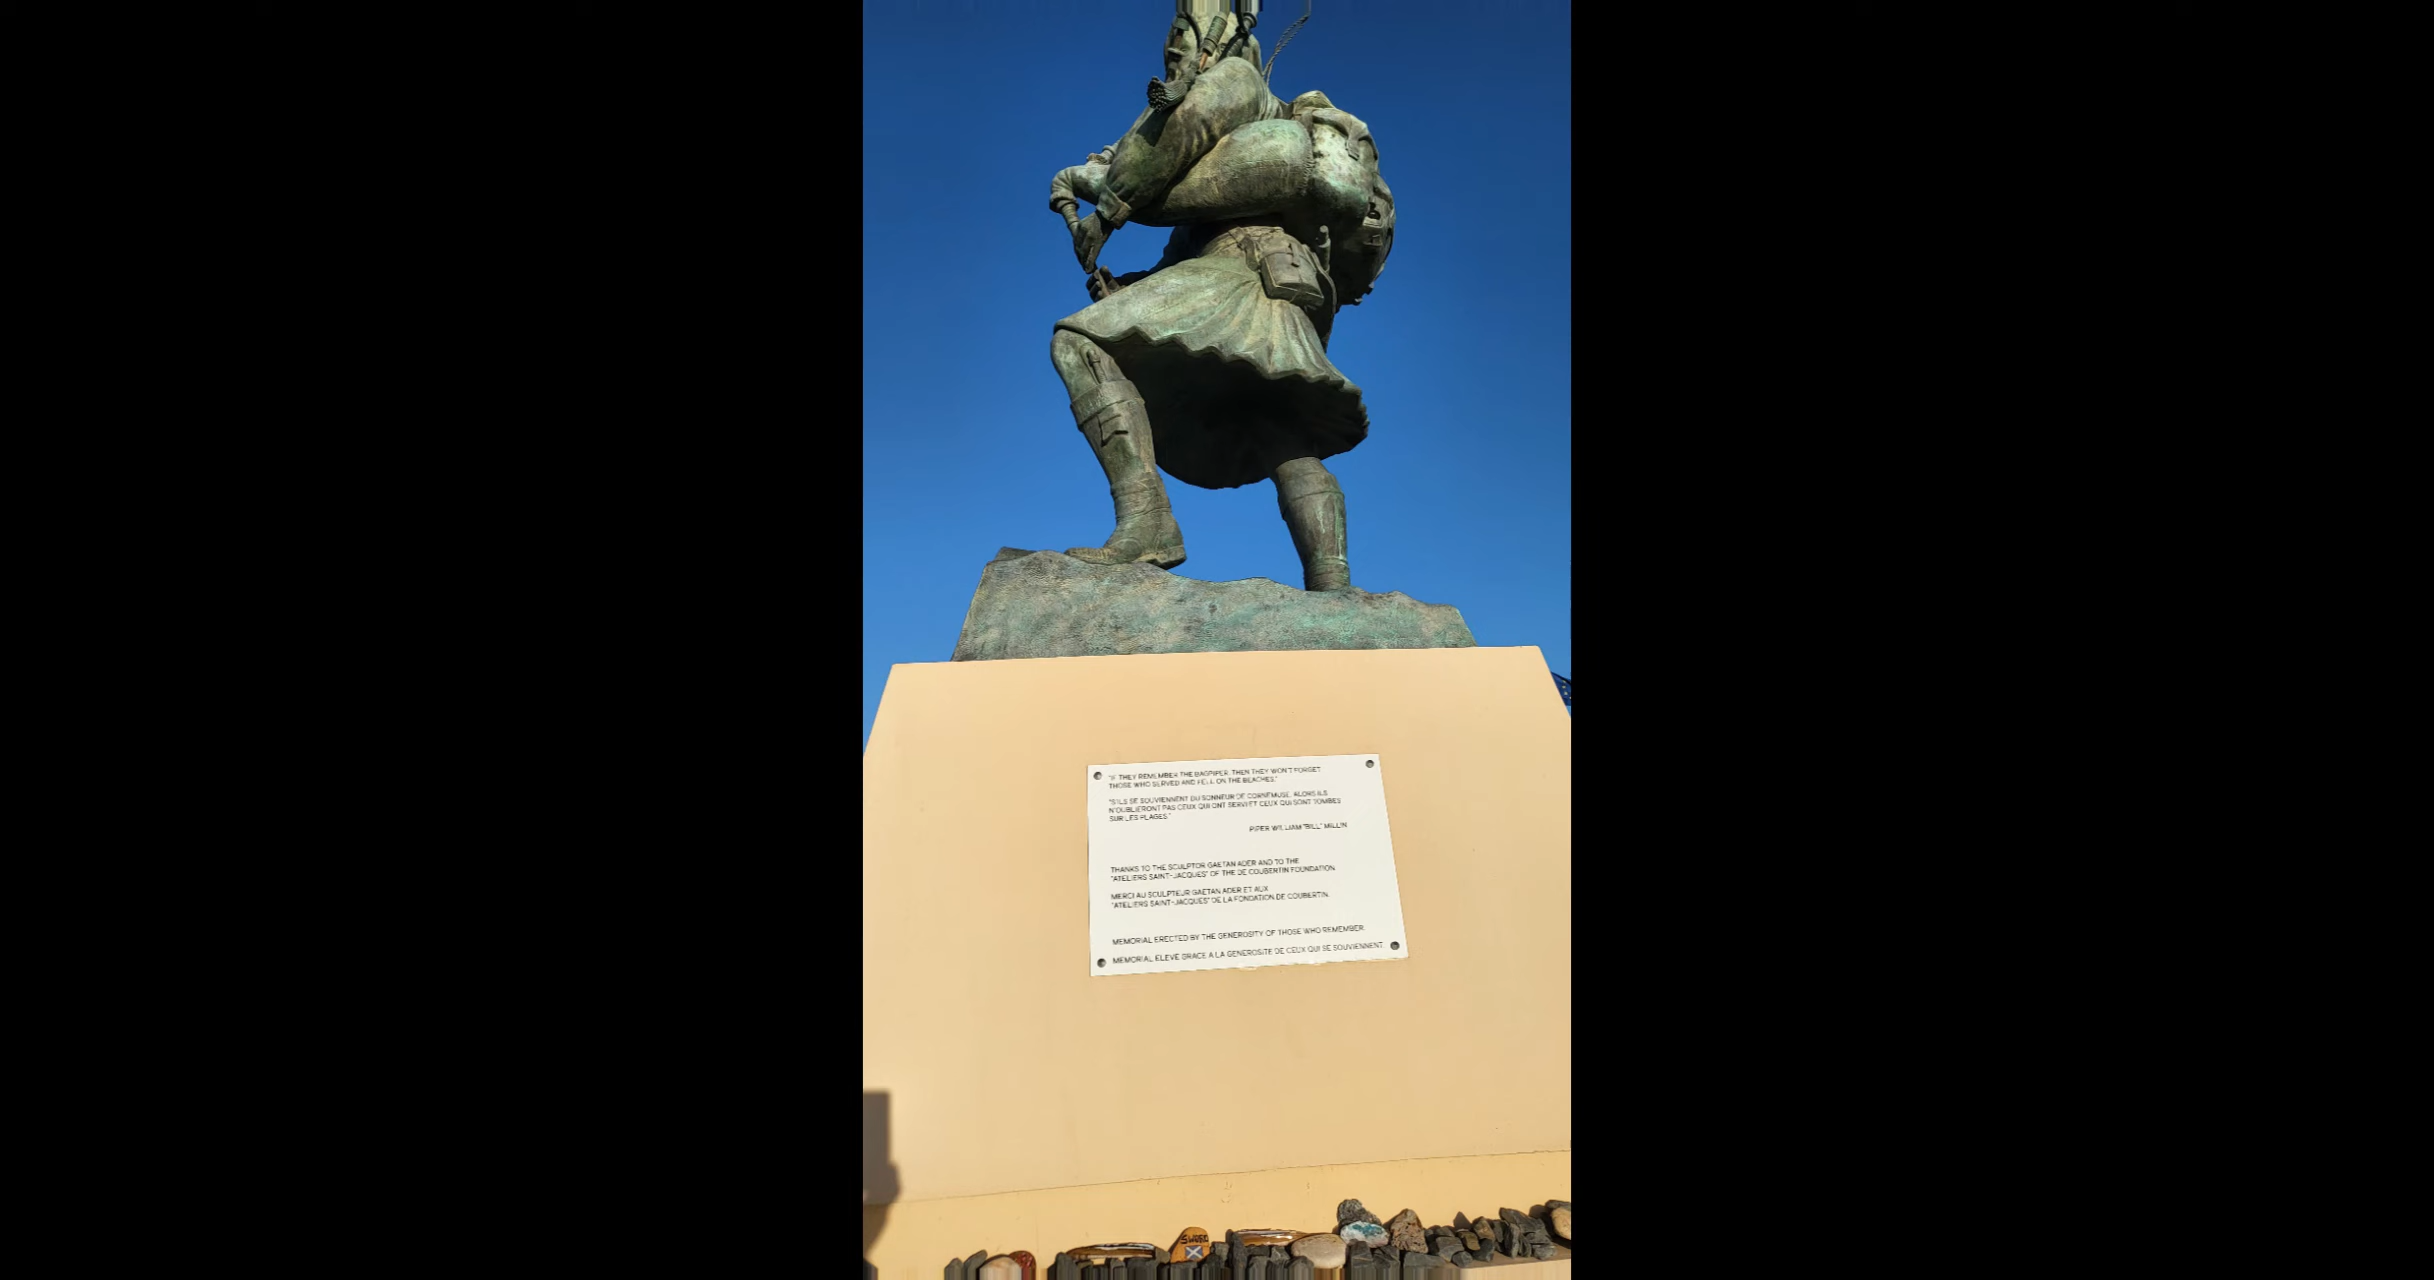 "IF THEY REMEMBER THE BAGPIPER, THEN THEY WON'T FORGET
THOSE WHO SERVED AND FELL ON THE BEACHES."
"S'ILS SE SOUVIENNENT DU SONNEUR DE CORNEMUSE, ALORS ILS
N'OUBLIERONT PAS CEUX QUI ONT SERVI ET CEUX QUI SONT TOMBES
SUR LES PLAGES."
PIPER WILLIAM "BILL" MILLIN
THANKS TO THE SCULPTOR GAETAN ADER AND TO THE
"ATELIERS SAINT-JACQUES" OF THE DE COUBERTIN FOUNDATION.
MERCI AU SCULPTEUR GAETAN ADER ET AUX
"ATELIERS SAINT-JACQUES" DE LA FONDATION DE COUBERTIN.
MEMORIAL ERECTED BY THE GENEROSITY OF THOSE WHO REMEMBER.
MEMORIAL ELEVE GRACE A LA GENEROSITE DE CEUX QUI SE SOUVIENNENT.
SWORD